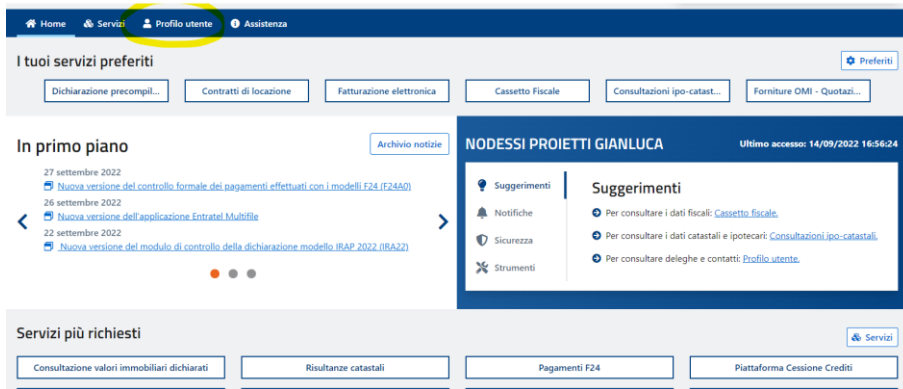 Home Servizi Profilo utente Assistenza
I tuoi servizi preferiti
Preferiti
Dichiarazione precompil...
Contratti di locazione
Fatturazione elettronica
Cassetto Fiscale
Consultazioni ipo-catast...
Forniture OMI - Quotazi...
In primo piano
Archivio notizie
27 settembre 2022
Nuova versione del controllo formale dei pagamenti effettuati con i modelli F24 (F24A0)
26 settembre 2022
Nuova versione dell'applicazione Entratel Multifile
22 settembre 2022
Nuova versione del modulo di controllo della dichiarazione modello IRAP 2022 (IRA22)
NODESSI PROIETTI GIANLUCA
Ultimo accesso: 14/09/2022 16:56:24
Suggerimenti
Notifiche
Sicurezza
Strumenti
Suggerimenti
Per consultare i dati fiscali: Cassetto fiscale.
Per consultare i dati catastali e ipotecari: Consultazioni ipo-catastali.
Per consultare deleghe e contatti: Profilo utente.
Servizi più richiesti
Servizi
Consultazione valori immobiliari dichiarati
Risultanze catastali
Pagamenti F24
Piattaforma Cessione Crediti